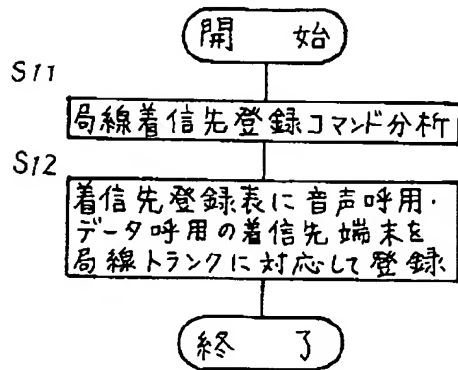 開 始
S11
局線着信先登録コマンド分析
S12
着信先登録表に音声呼用・
データ呼用の着信先端末を
局線トランクに対応して登録
終 了